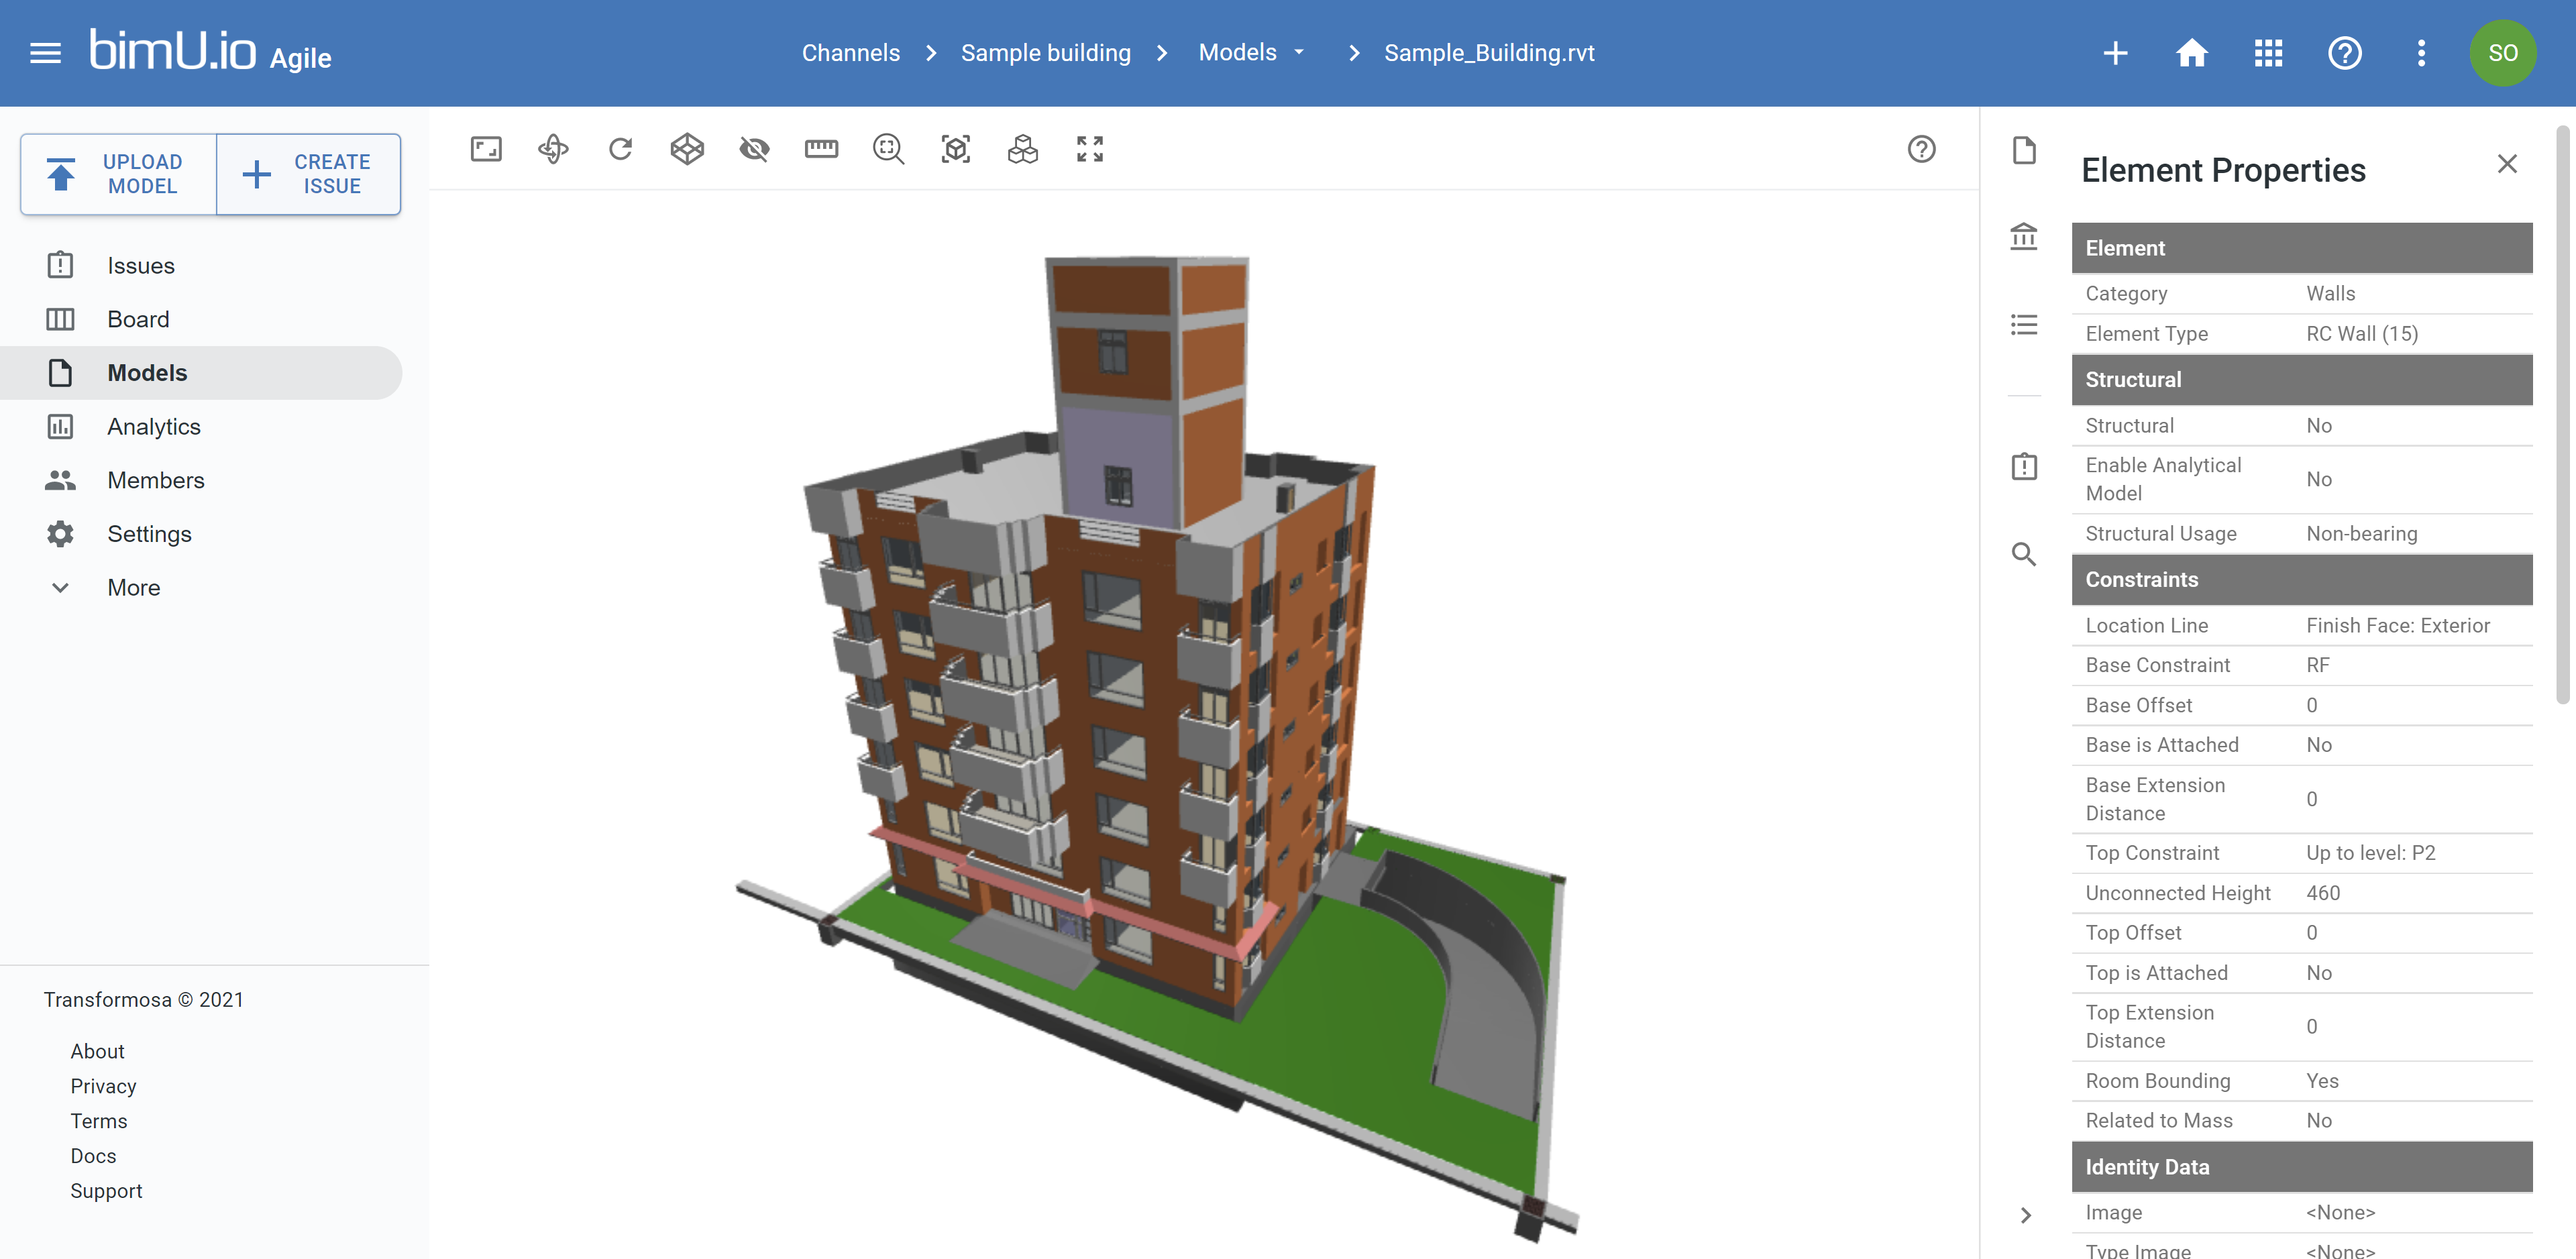 bimU.io Agile
Channels
Sample building
Models
Sample_Building.rvt
SO
UPLOAD
MODEL
CREATE
ISSUE
Issues
Board
Models
Analytics
Members
Settings
More
Transformosa © 2021
About
Privacy
Terms
Docs
Support
Element Properties
Element
Category Walls
Element Type RC Wall (15)
Structural
Structural No
Enable Analytical
Model No
Structural Usage Non-bearing
Constraints
Location Line Finish Face: Exterior
Base Constraint RF
Base Offset 0
Base is Attached No
Base Extension
Distance 0
Top Constraint Up to level: P2
Unconnected Height 460
Top Offset 0
Top is Attached No
Top Extension
Distance 0
Room Bounding Yes
Related to Mass No
Identity Data
Image <None>
Type Image <None>